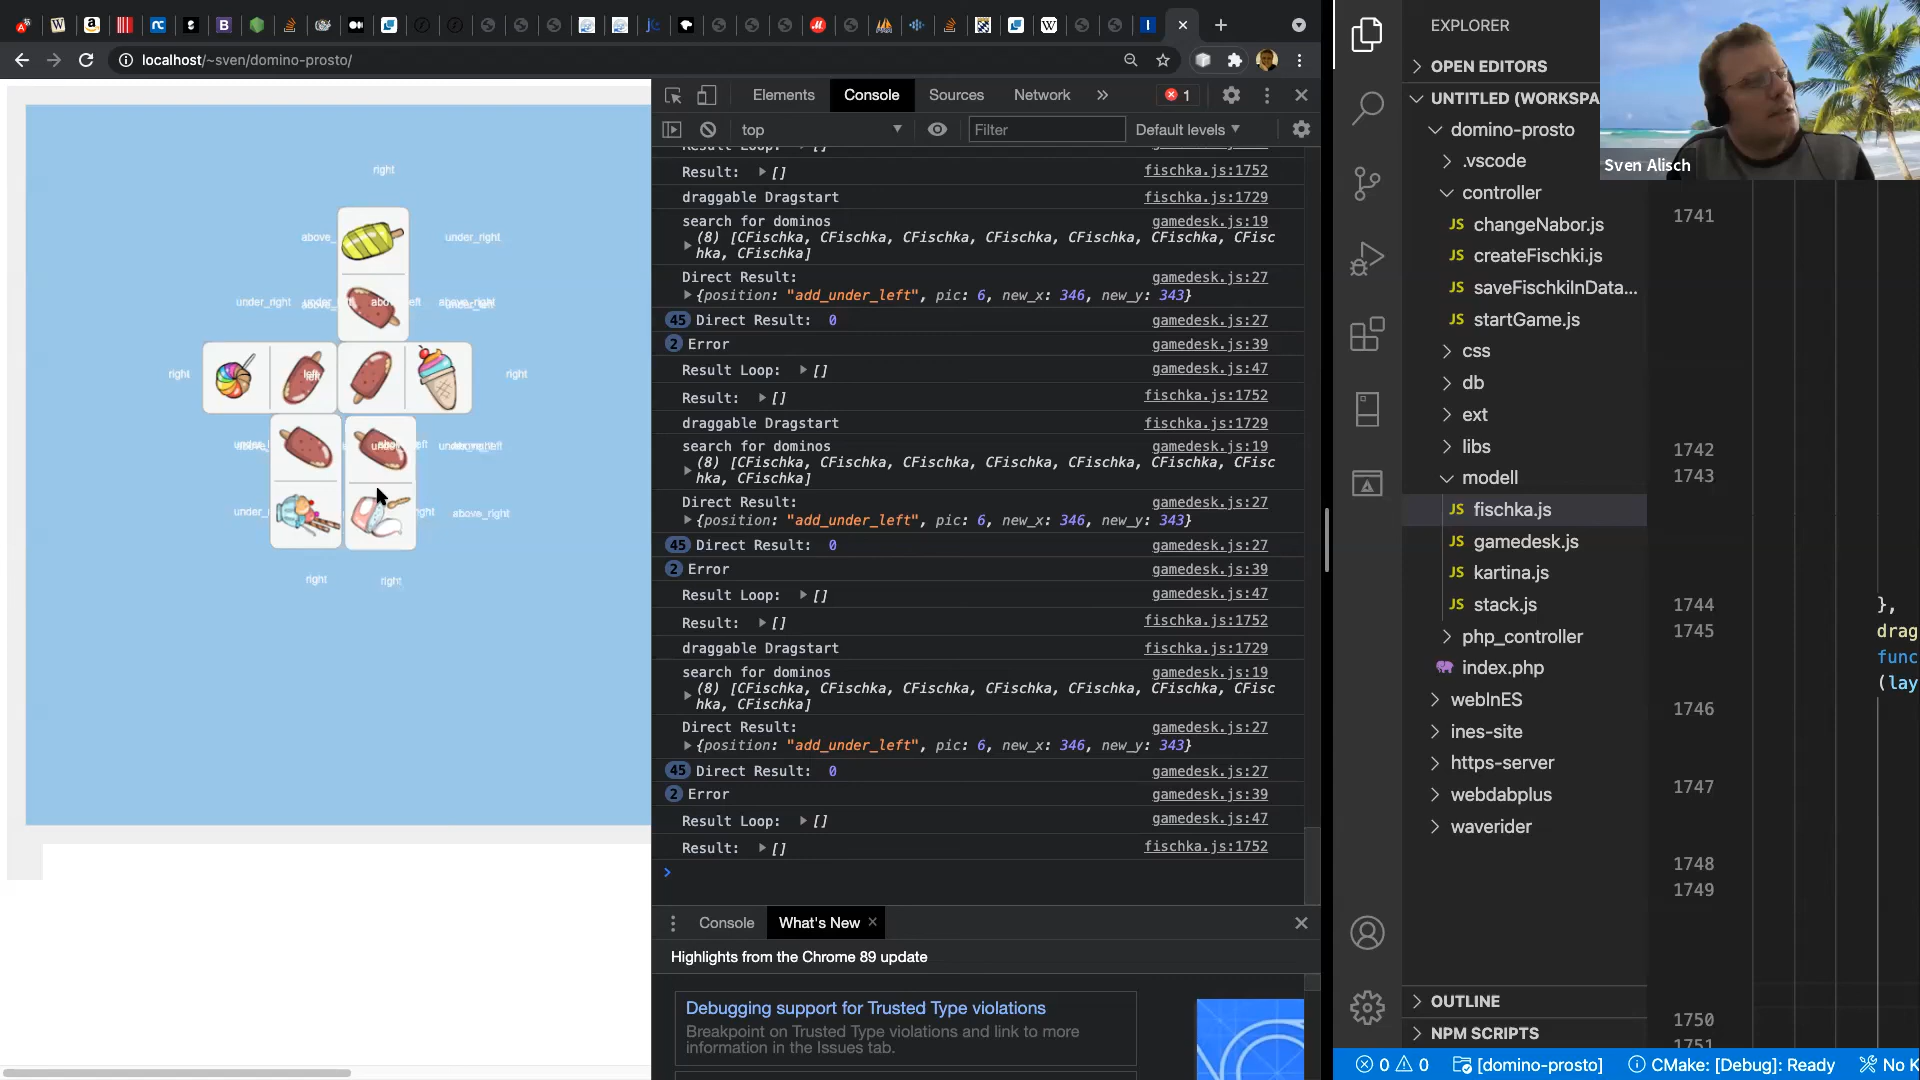 localhost/~sven/domino-prosto/
Elements
Console
Sources
Network
1
top
Filter
Default levels
Result: []
fischka.js:1752
draggable Dragstart
fischka.js:1729
search for dominos
gamedesk.js:19
(8) [CFischka, CFischka, CFischka, CFischka, CFischka, CFischka, CFisc
hka, CFischka]
Direct Result:
gamedesk.js:27
{position: "add_under_left", pic: 6, new_x: 346, new_y: 343}
45 Direct Result: 0
gamedesk.js:27
2 Error
gamedesk.js:39
Result Loop: []
gamedesk.js:47
Result: []
fischka.js:1752
draggable Dragstart
fischka.js:1729
search for dominos
gamedesk.js:19
(8) [CFischka, CFischka, CFischka, CFischka, CFischka, CFischka, CFisc
hka, CFischka]
Direct Result:
gamedesk.js:27
{position: "add_under_left", pic: 6, new_x: 346, new_y: 343}
45 Direct Result: 0
gamedesk.js:27
2 Error
gamedesk.js:39
Result Loop: []
gamedesk.js:47
Result: []
fischka.js:1752
draggable Dragstart
fischka.js:1729
search for dominos
gamedesk.js:19
(8) [CFischka, CFischka, CFischka, CFischka, CFischka, CFischka, CFisc
hka, CFischka]
Direct Result:
gamedesk.js:27
{position: "add_under_left", pic: 6, new_x: 346, new_y: 343}
45 Direct Result: 0
gamedesk.js:27
2 Error
gamedesk.js:39
Result Loop: []
gamedesk.js:47
Result: []
fischka.js:1752
Console
What's New
Highlights from the Chrome 89 update
Debugging support for Trusted Type violations
Breakpoint on Trusted Type violations and link to more
information in the Issues tab.
right
above_
under_right
under_right
right
left
right
above_right
right
right
EXPLORER
OPEN EDITORS
UNTITLED (WORKSPA
domino-prosto
.vscode
controller
JS changeNabor.js
JS createFischki.js
JS saveFischkiInData...
JS startGame.js
css
db
ext
libs
modell
JS fischka.js
JS gamedesk.js
JS kartina.js
JS stack.js
php_controller
index.php
webInES
ines-site
https-server
webdabplus
waverider
OUTLINE
NPM SCRIPTS
Sven Alisch
1741
1742
1743
1744
1745
1746
1747
1748
1749
1750
1751
},
drag
func
(lay
0 0
[domino-prosto]
CMake: [Debug]: Ready
No K